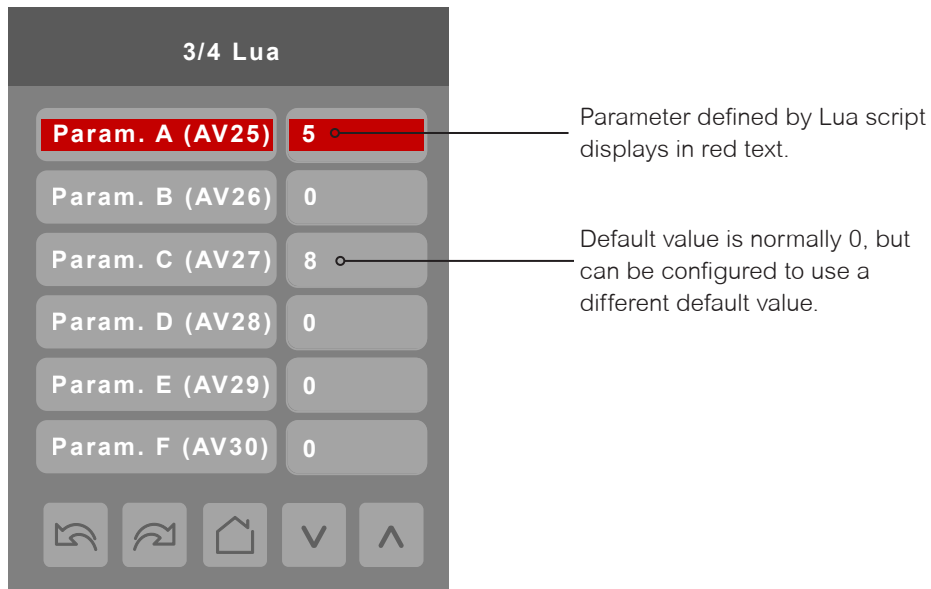 3/4 Lua
Param. A (AV25) 5
Parameter defined by Lua script
displays in red text.
Param. B (AV26) 0
Param. C (AV27) 8
Default value is normally 0, but
can be configured to use a
different default value.
Param. D (AV28) 0
Param. E (AV29) 0
Param. F (AV30) 0